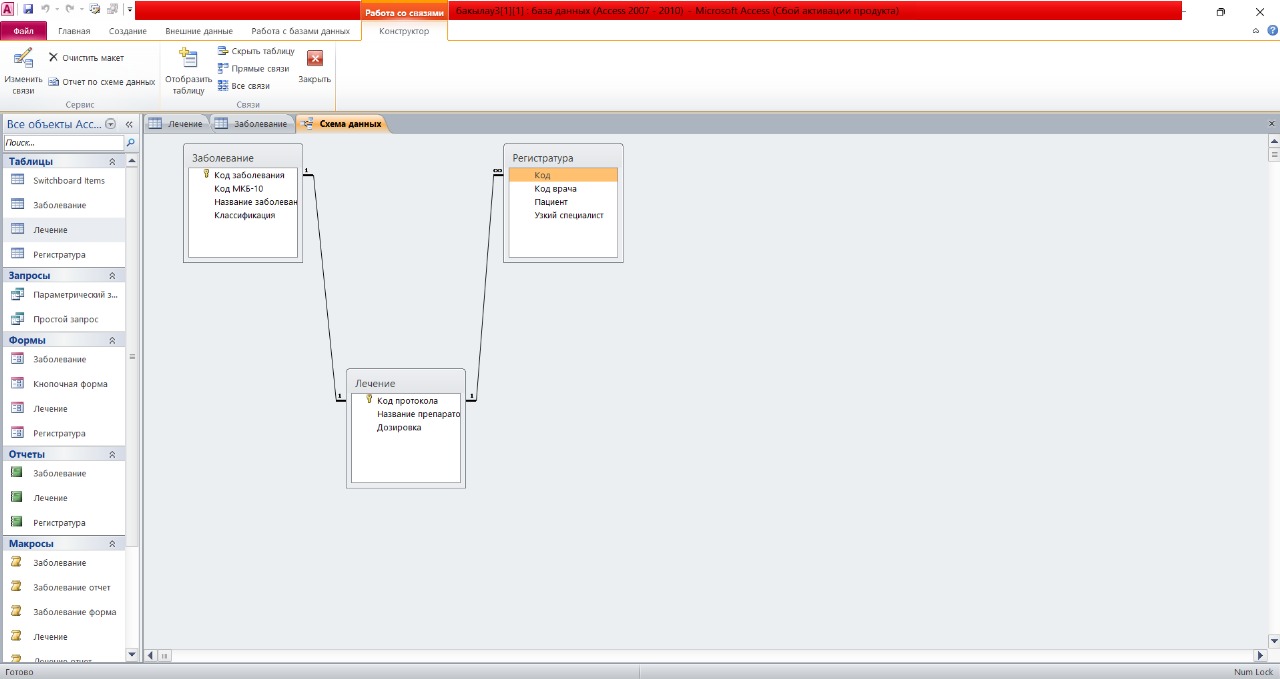 Работа со связями
бакылау3[1][1] : база данных (Access 2007 - 2010) - Microsoft Access (Сбой активации продукта)
Файл
Главная
Создание
Внешние данные
Работа с базами данных
Конструктор
Изменить связи
Очистить макет
Отчет по схеме данных
Сервис
Отобразить таблицу
Скрыть таблицу
Прямые связи
Все связи
Закрыть
Связи
Все объекты Acc...
Поиск...
Таблицы
Switchboard Items
Заболевание
Лечение
Регистратура
Запросы
Параметрический з...
Простой запрос
Формы
Заболевание
Кнопочная форма
Лечение
Регистратура
Отчеты
Заболевание
Лечение
Регистратура
Макросы
Заболевание
Заболевание отчет
Заболевание форма
Лечение
Лечение отчет
Лечение
Заболевание
Схема данных
Заболевание
Код заболевания
Код МКБ-10
Название заболеван
Классификация
1
Регистратура
Код
Код врача
Пациент
Узкий специалист
∞
Лечение
Код протокола
Название препарато
Дозировка
1
1
Готово
Num Lock